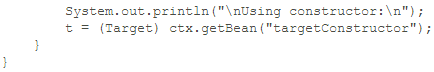 System.out.println("\nUsing constructor:\n");
t = (Target) ctx.getBean("targetConstructor");
}
}